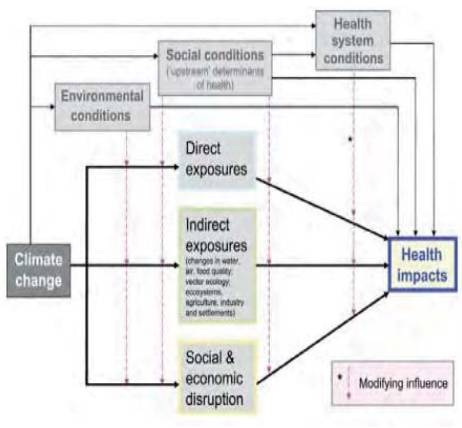 Health
system
conditions
Social conditions
('upstream' determinants
of health)
Environmental
conditions
Direct
exposures
*
Indirect
exposures
(changes in water,
air, food quality;
vector ecology;
ecosystems,
agriculture, industry
and settlements)
Climate
change
Health
impacts
Social &
economic
disruption
* Modifying influence